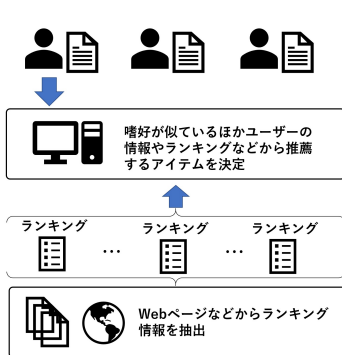 嗜好が似ているほかユーザーの
情報やランキングなどから推薦
するアイテムを決定
ランキング
ランキング
ランキング
…
…
Webページなどからランキング
情報を抽出